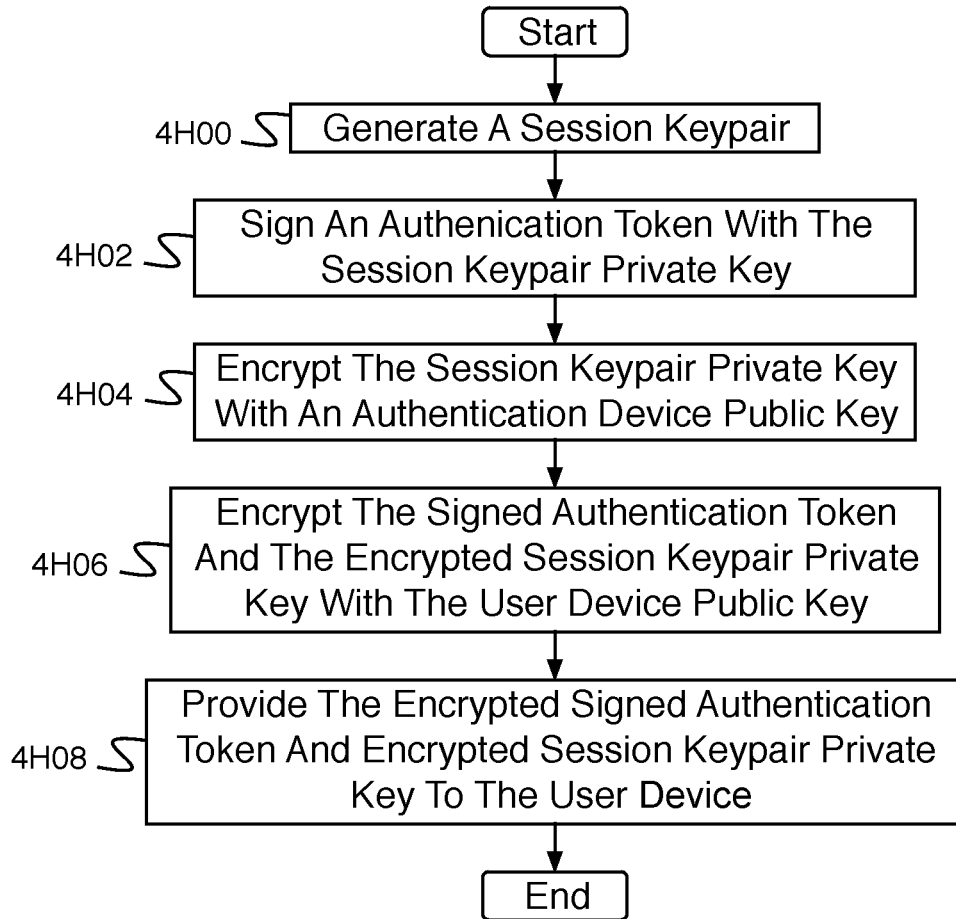 Start
4H00
Generate A Session Keypair
4H02
Sign An Authenication Token With The
Session Keypair Private Key
4H04
Encrypt The Session Keypair Private Key
With An Authentication Device Public Key
4H06
Encrypt The Signed Authentication Token
And The Encrypted Session Keypair Private
Key With The User Device Public Key
4H08
Provide The Encrypted Signed Authentication
Token And Encrypted Session Keypair Private
Key To The User Device
End